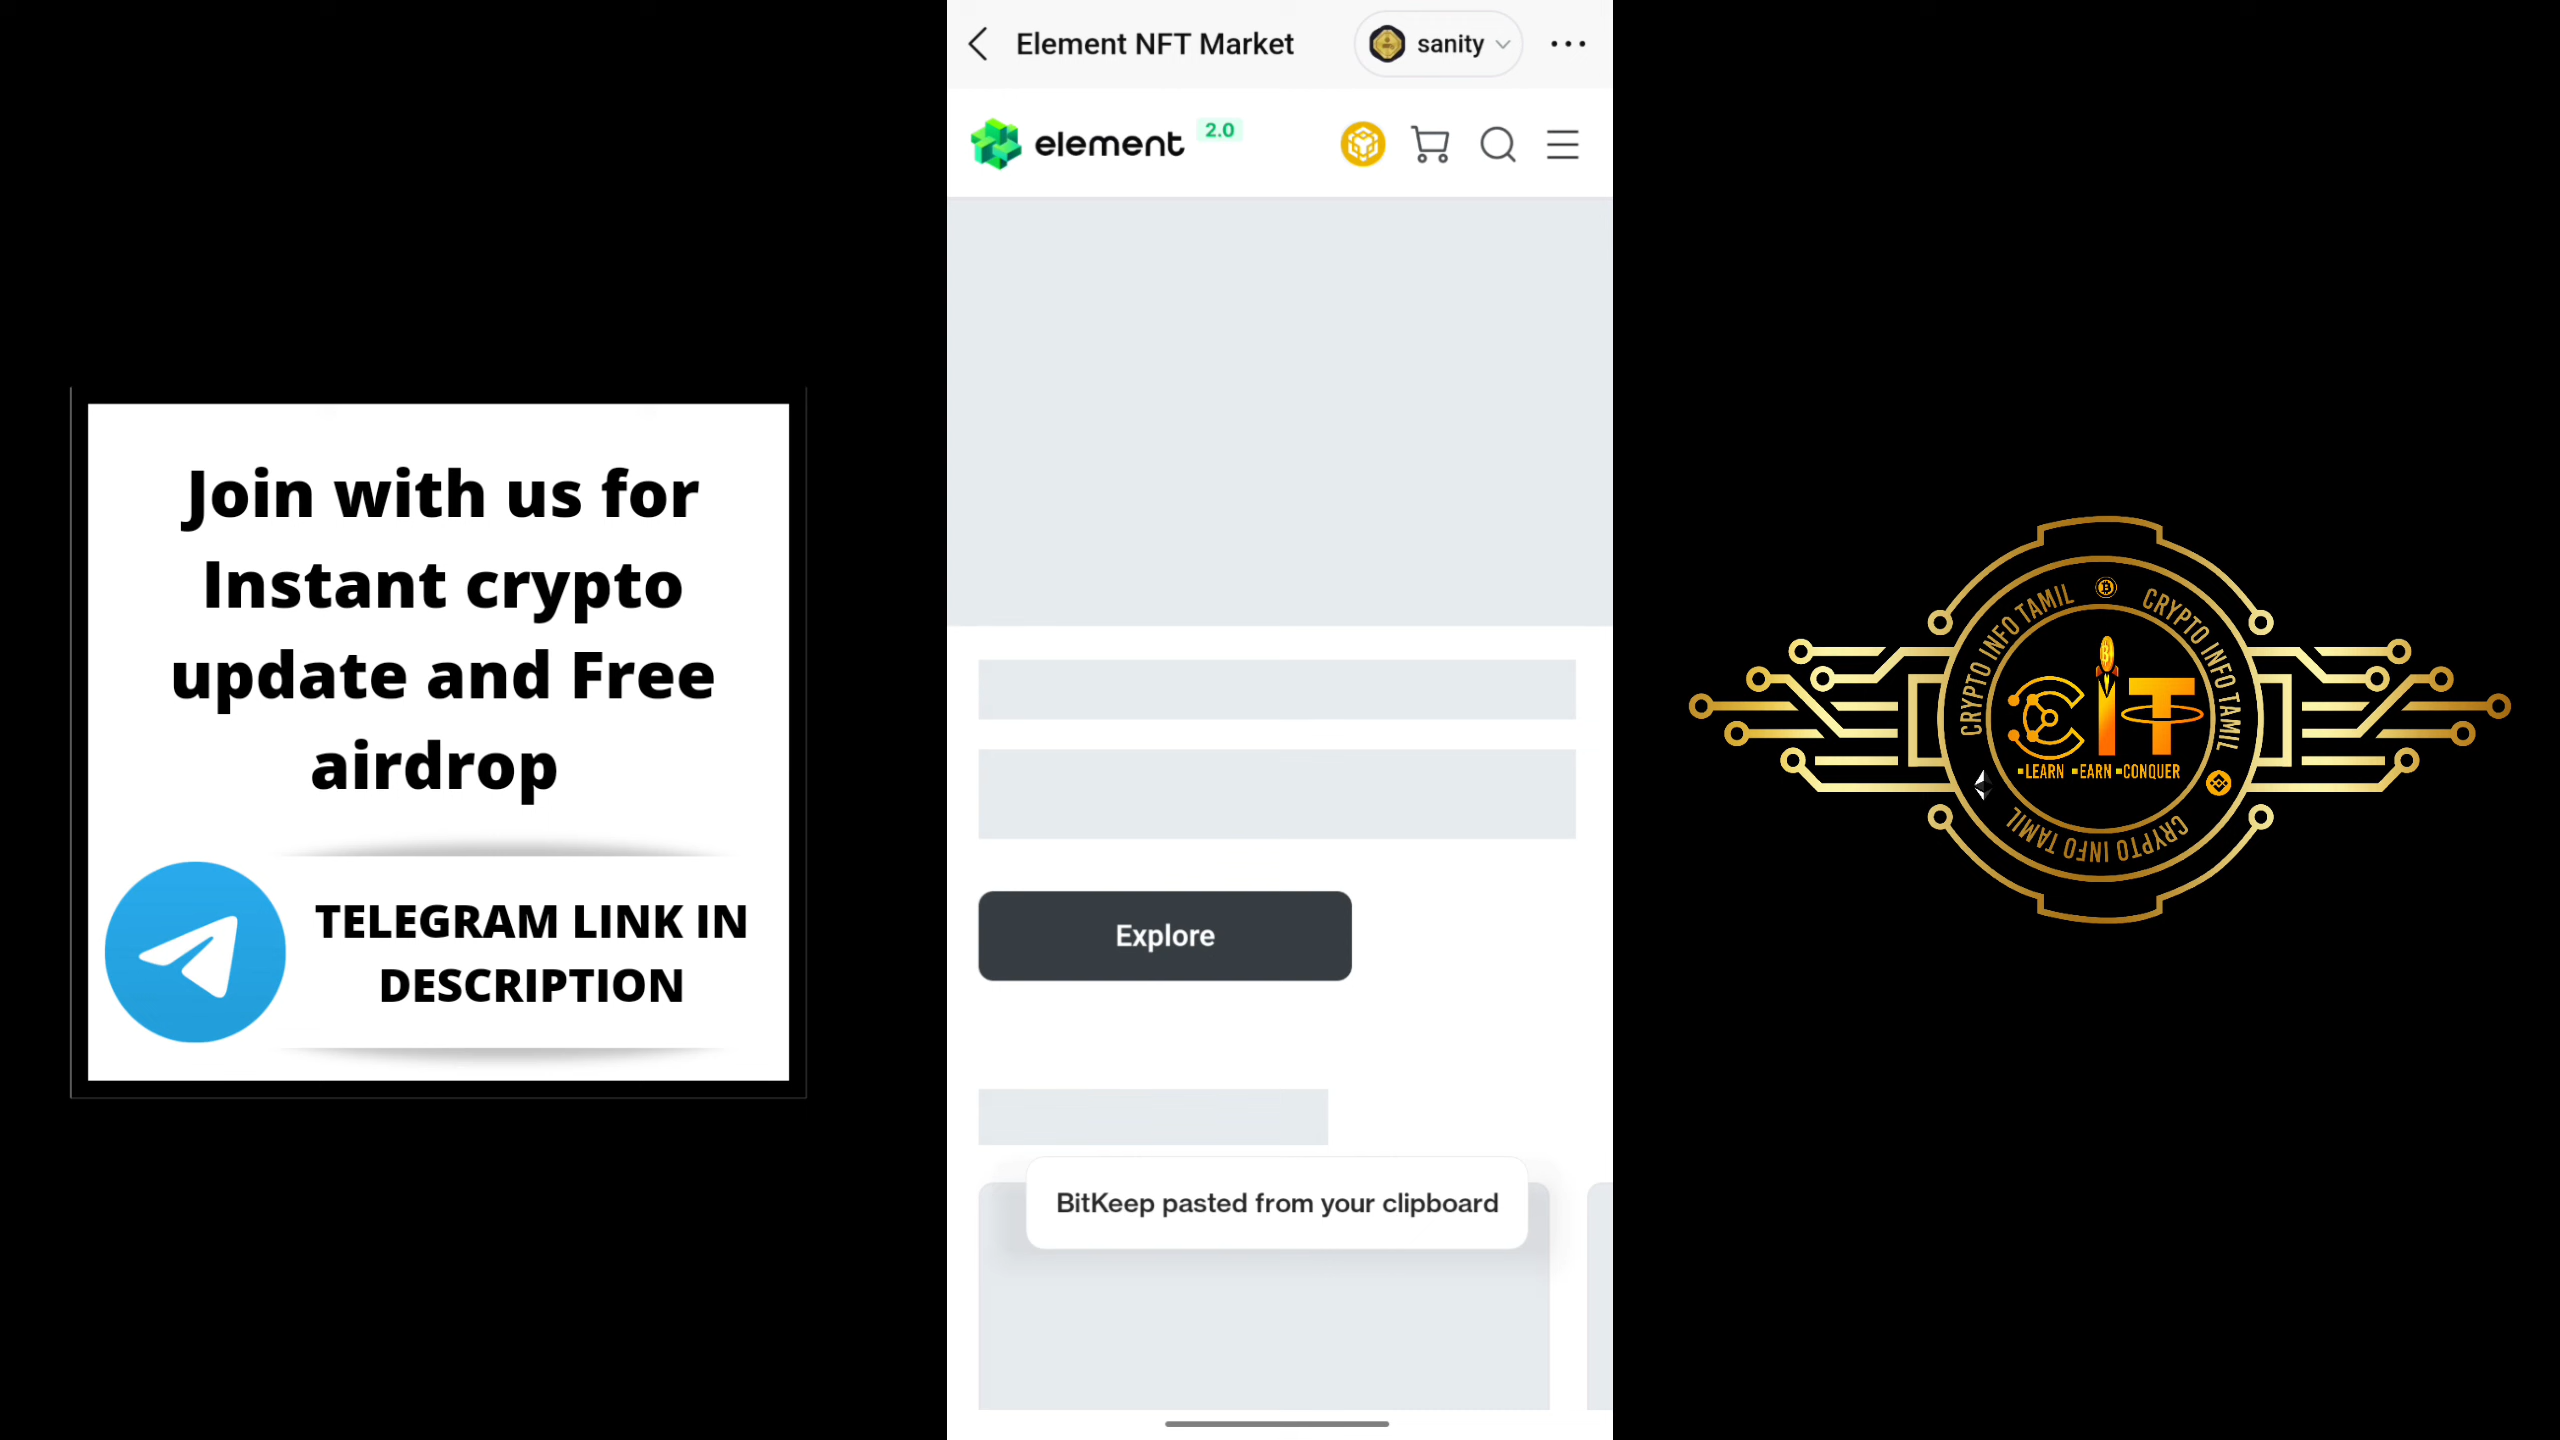 Join with us for
Instant crypto
update and Free
airdrop
TELEGRAM LINK IN
DESCRIPTION
Element NFT Market
sanity
element 2.0
Explore
BitKeep pasted from your clipboard
CRYPTO INFO TAMIL
CRYPTO INFO TAMIL
CIT
▪LEARN ▪EARN ▪CONQUER
CRYPTO INFO TAMIL